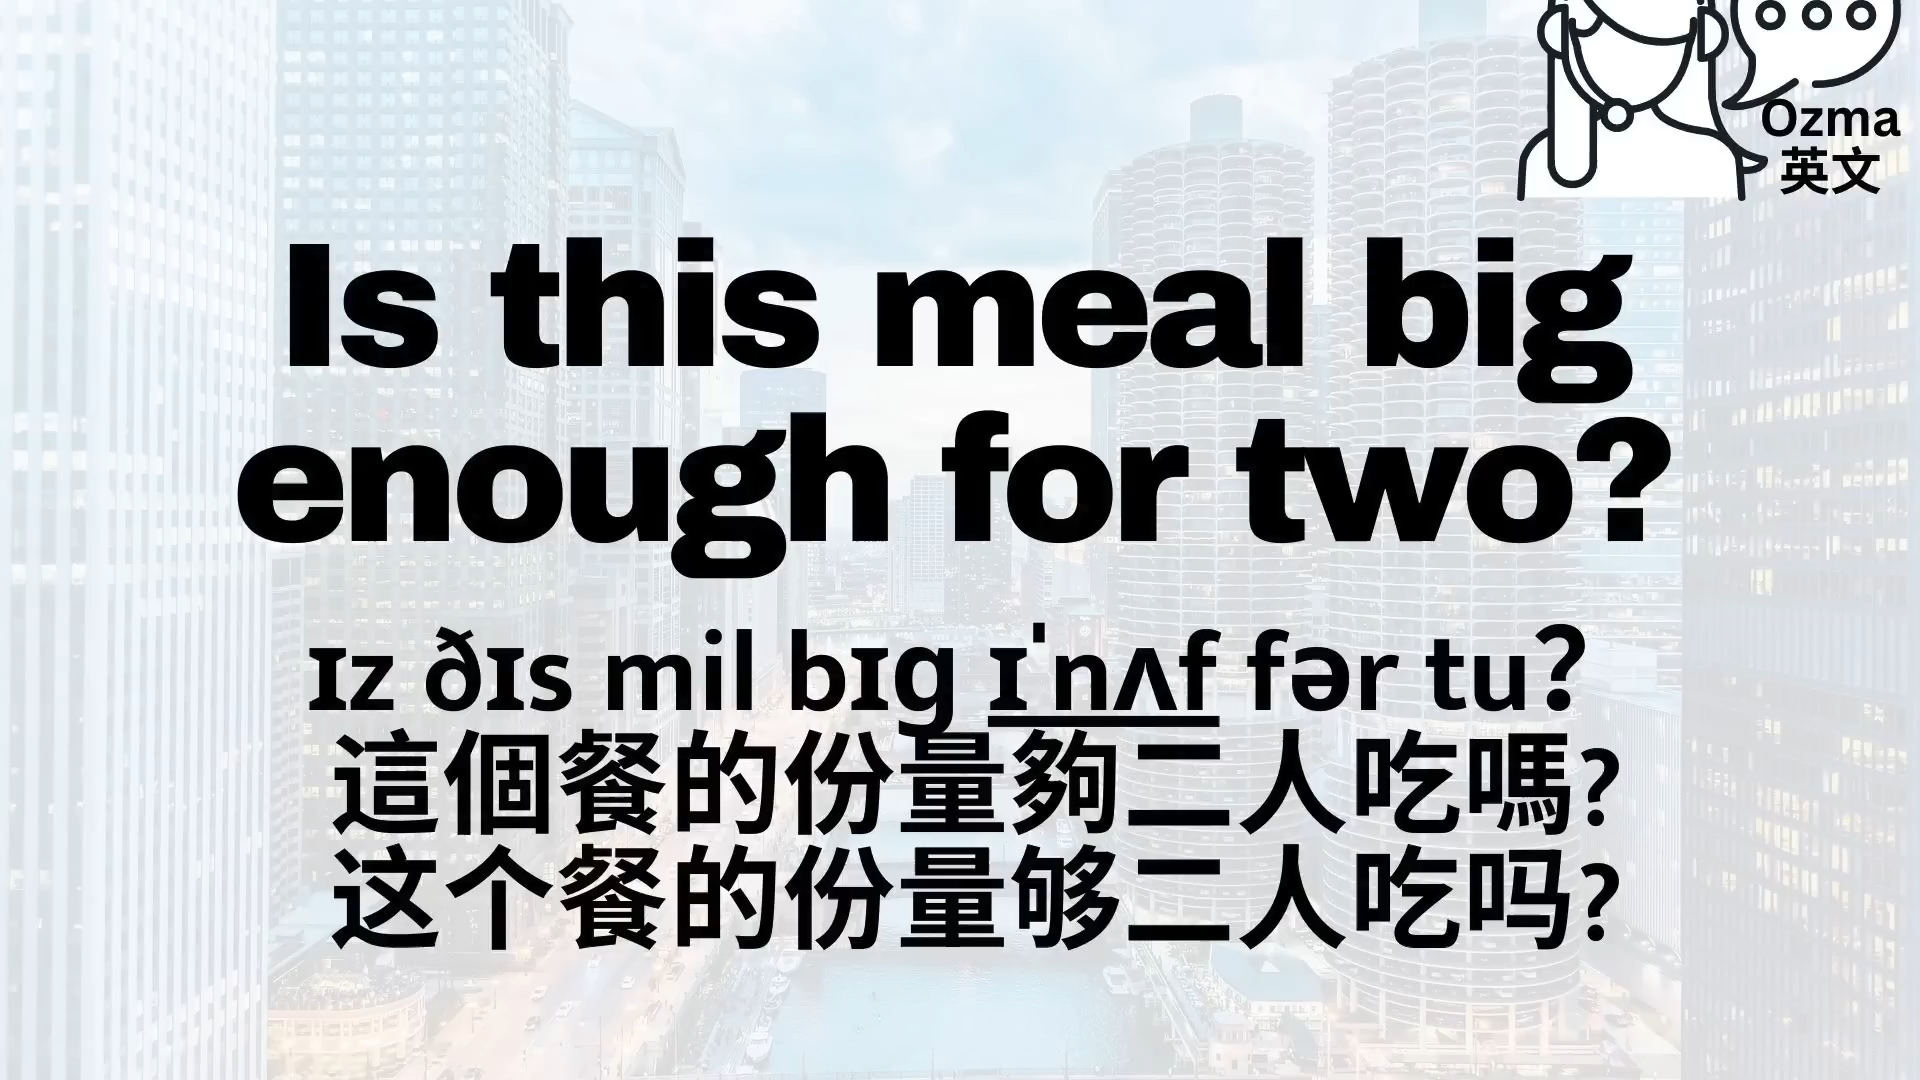 Ozma
英文
Is this meal big
enough for two?
ɪz ðɪs mil bɪg ɪˈnʌf fər tu?
這個餐的份量夠二人吃嗎?
这个餐的份量够二人吃吗?